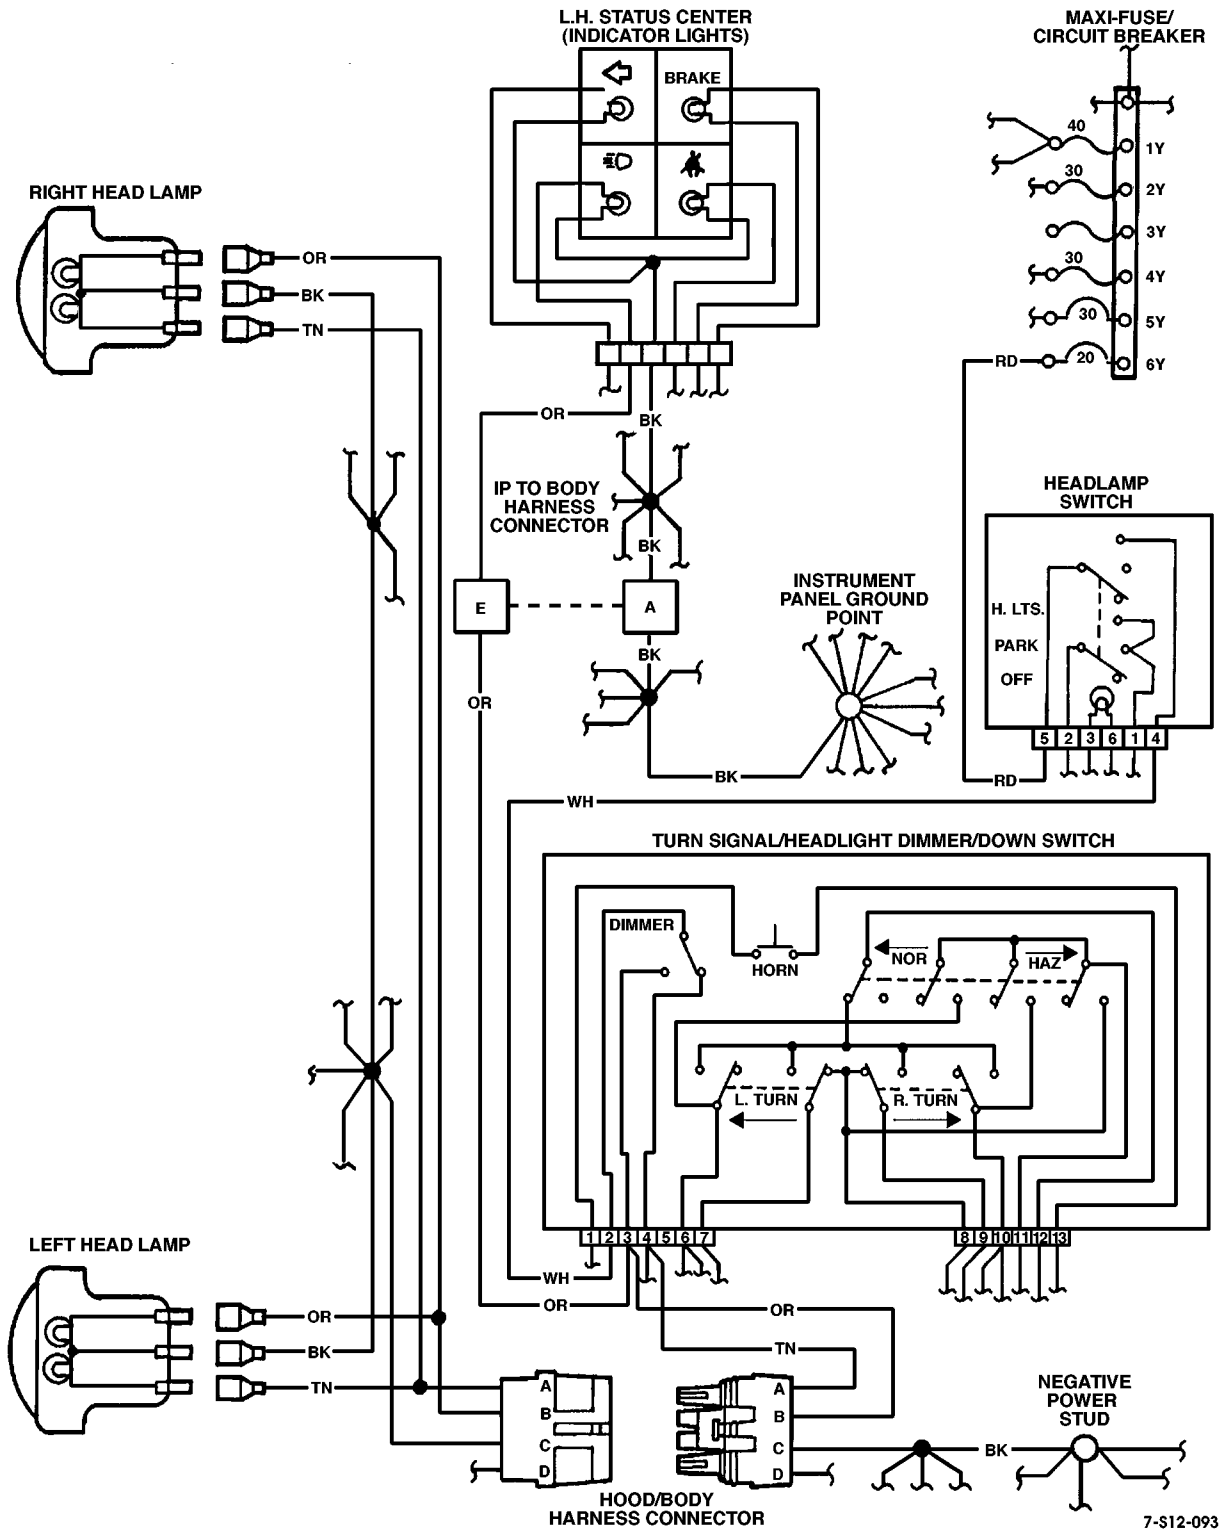 L.H. STATUS CENTER
(INDICATOR LIGHTS)
MAXI-FUSE/
CIRCUIT BREAKER
BRAKE
40
1Y
30
2Y
3Y
30
4Y
30
5Y
RD
20
6Y
RIGHT HEAD LAMP
OR
BK
TN
OR
BK
IP TO BODY
HARNESS
CONNECTOR
BK
E
A
BK
OR
BK
INSTRUMENT
PANEL GROUND
POINT
HEADLAMP
SWITCH
H. LTS.
PARK
OFF
5 2 3 6 1 4
RD
WH
TURN SIGNAL/HEADLIGHT DIMMER/DOWN SWITCH
DIMMER
HORN
NOR
HAZ
L. TURN
R. TURN
1 2 3 4 5 6 7
8 9 10 11 12 13
WH
OR
OR
TN
LEFT HEAD LAMP
OR
BK
TN
A
B
C
D
A
B
C
D
HOOD/BODY
HARNESS CONNECTOR
BK
NEGATIVE
POWER
STUD
7-S12-093